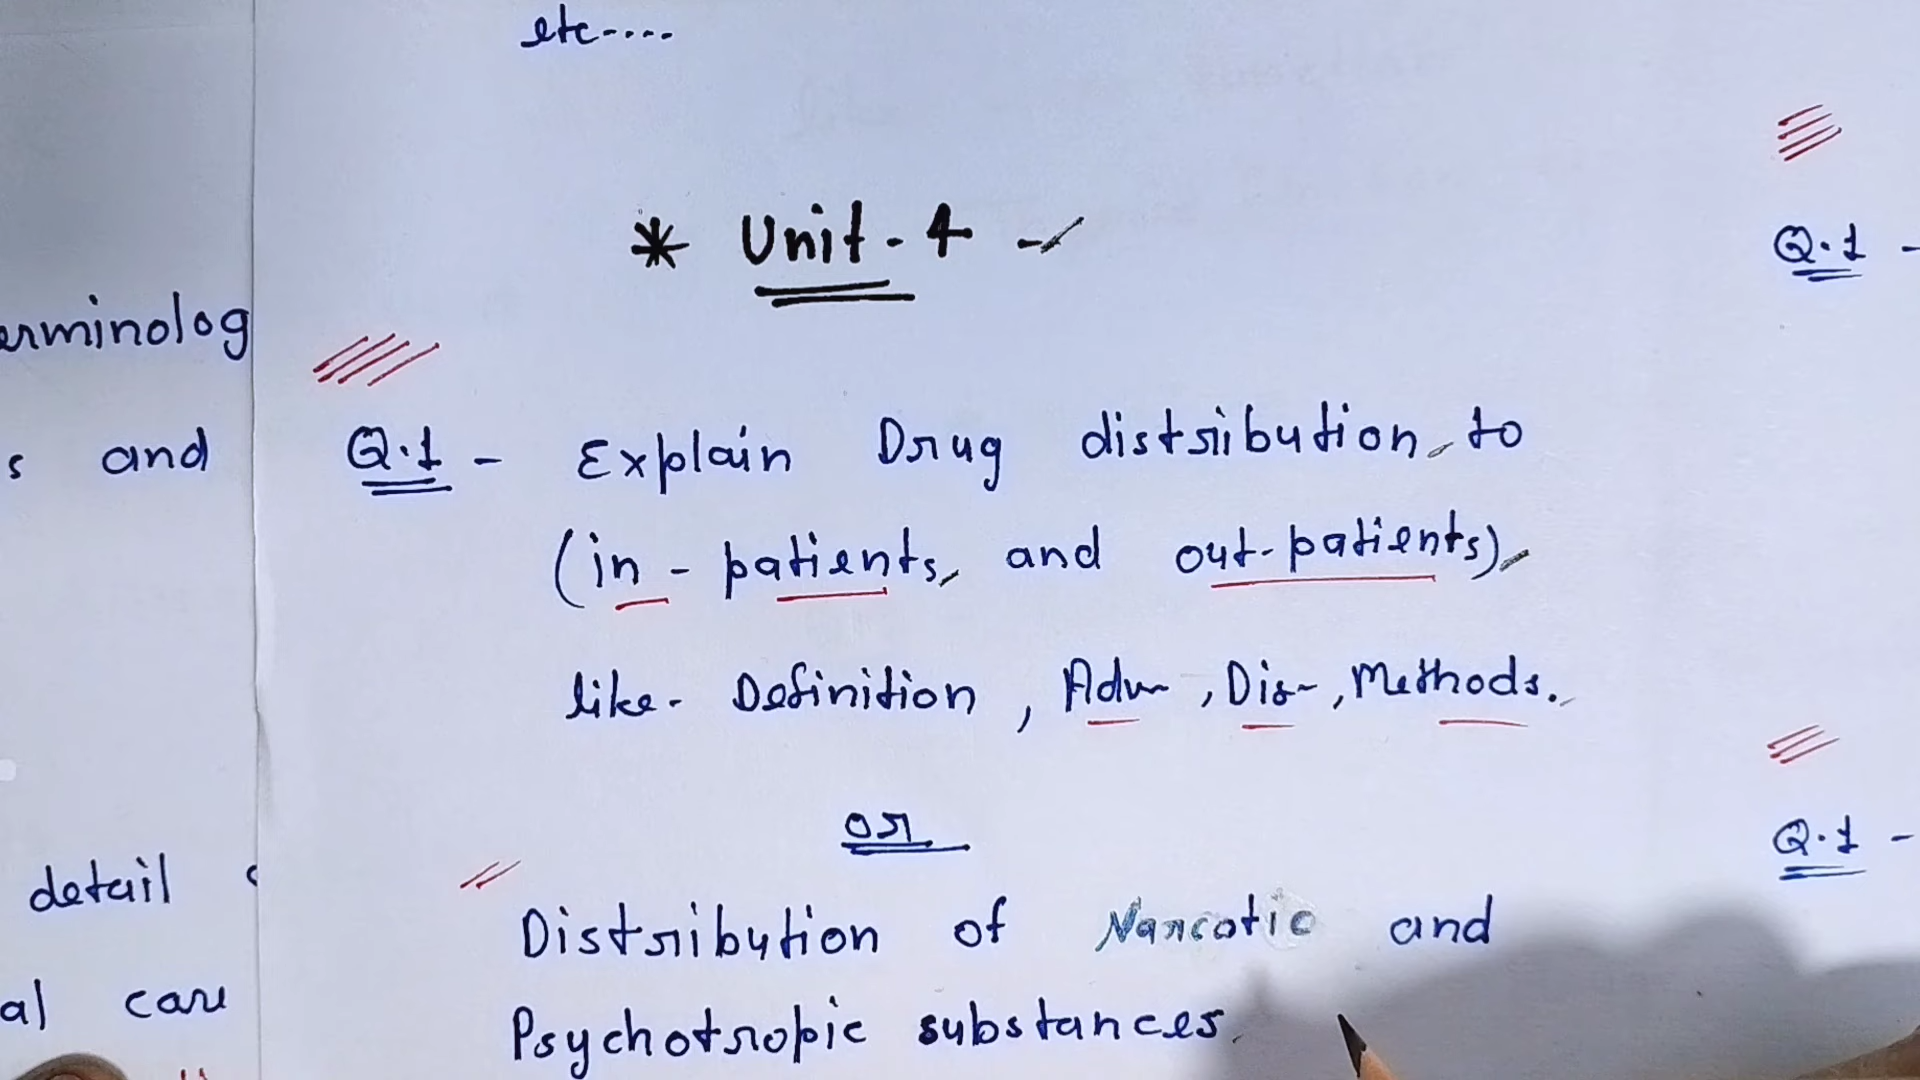 etc....
* Unit-4 -
erminolog
s and
detail
al care
Q.1 - Explain Drug distribution to
(in-patients, and out-patients)
like- Definition, Adv, Dis, Methods.
or
Distribution of Narcotic and
Psychotropic substances.
Q.1 -
Q.1 -